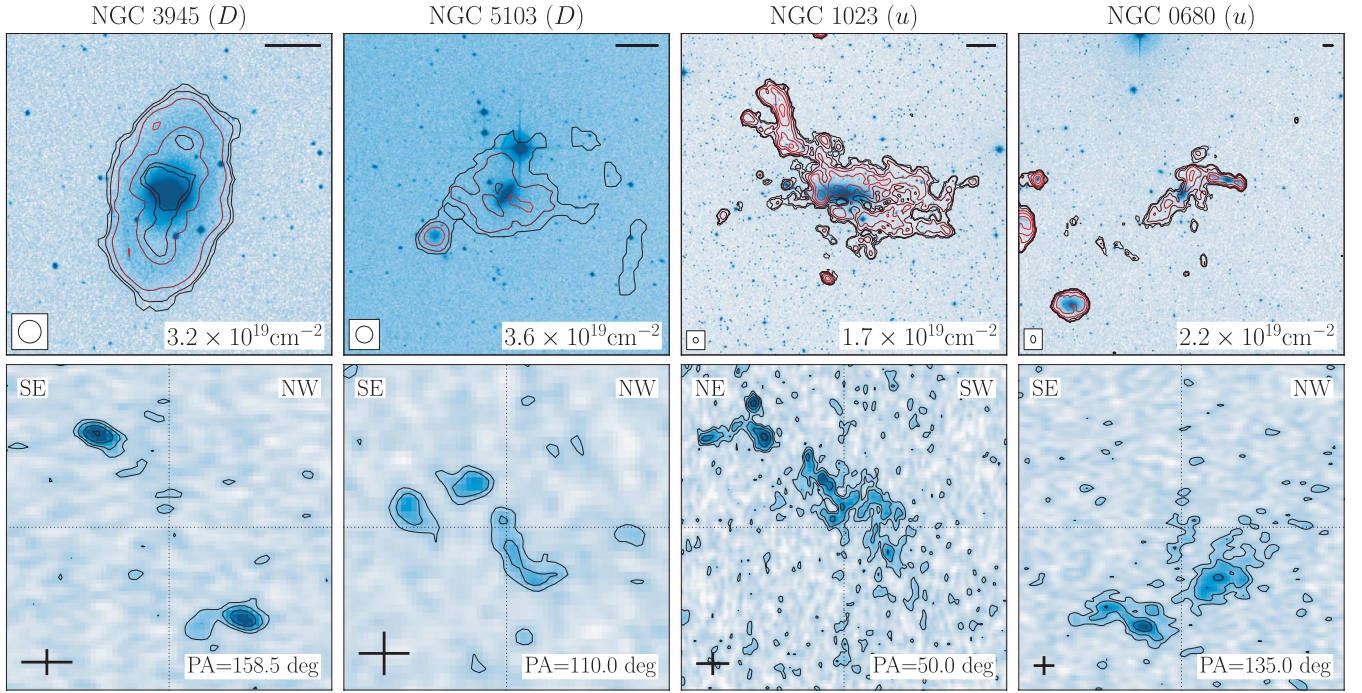 NGC 3945 (D)
NGC 5103 (D)
NGC 1023 (u)
NGC 0680 (u)
3.2 × 10¹⁹cm⁻²
3.6 × 10¹⁹cm⁻²
1.7 × 10¹⁹cm⁻²
2.2 × 10¹⁹cm⁻²
SE NW
SE NW
NE SW
SE NW
PA=158.5 deg
PA=110.0 deg
PA=50.0 deg
PA=135.0 deg